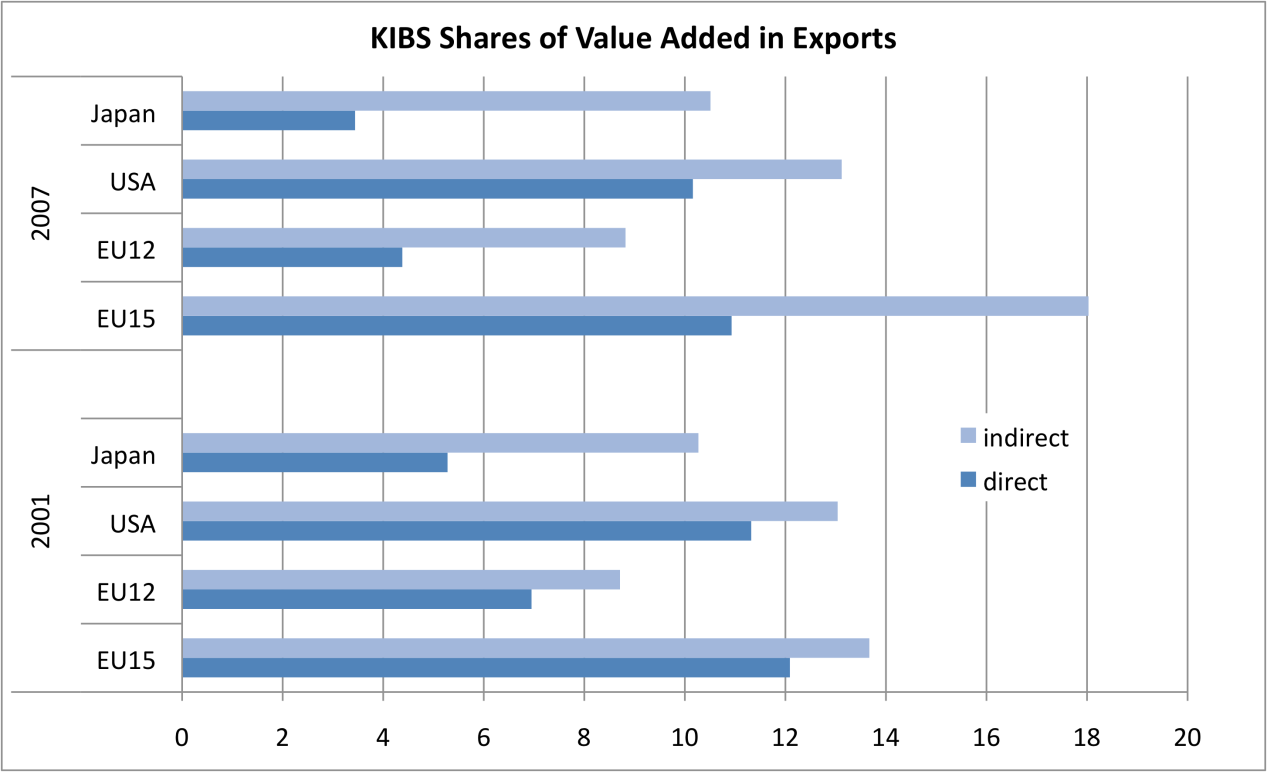 KIBS Shares of Value Added in Exports
2007
Japan
USA
EU12
EU15
2001
Japan
USA
EU12
EU15
indirect
direct
0 2 4 6 8 10 12 14 16 18 20